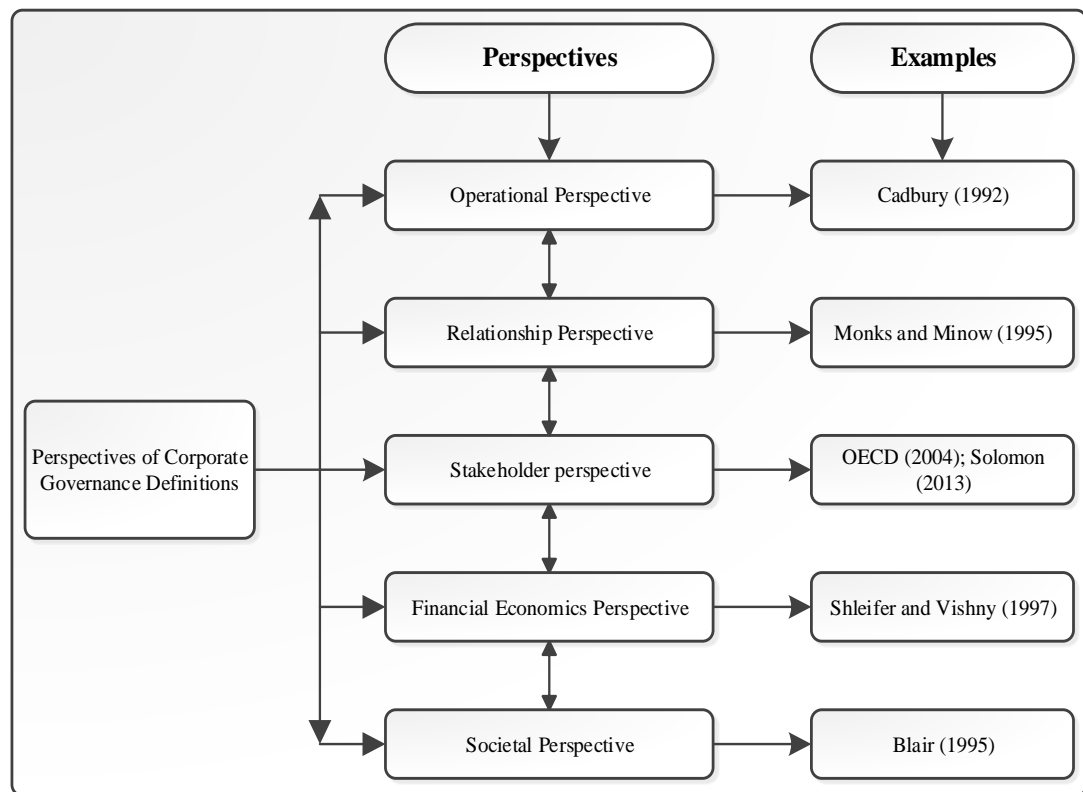 Perspectives
Examples
Operational Perspective
Cadbury (1992)
Relationship Perspective
Monks and Minow (1995)
Perspectives of Corporate
Governance Definitions
Stakeholder perspective
OECD (2004); Solomon
(2013)
Financial Economics Perspective
Shleifer and Vishny (1997)
Societal Perspective
Blair (1995)